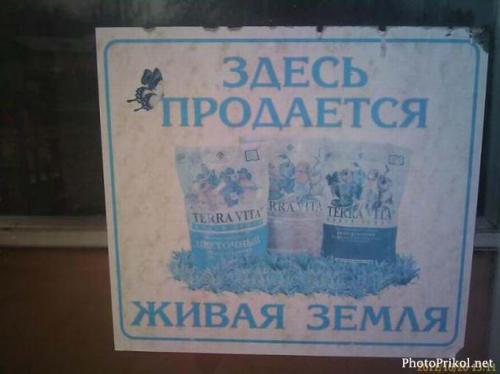 ЗДЕСЬ
ПРОДАЕТСЯ
TERRA VITA
TERRA VITA
TERRA VITA
ЦВЕТОЧНЫЙ
ЖИВАЯ ЗЕМЛЯ
PhotoPrikol.net